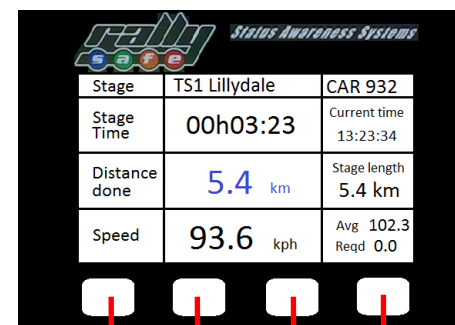 rally
safe
Status Awareness Systems
Stage TS1 Lillydale CAR 932
Stage Time 00h03:23 Current time 13:23:34
Distance done 5.4 km Stage length 5.4 km
Speed 93.6 kph Avg 102.3 Reqd 0.0